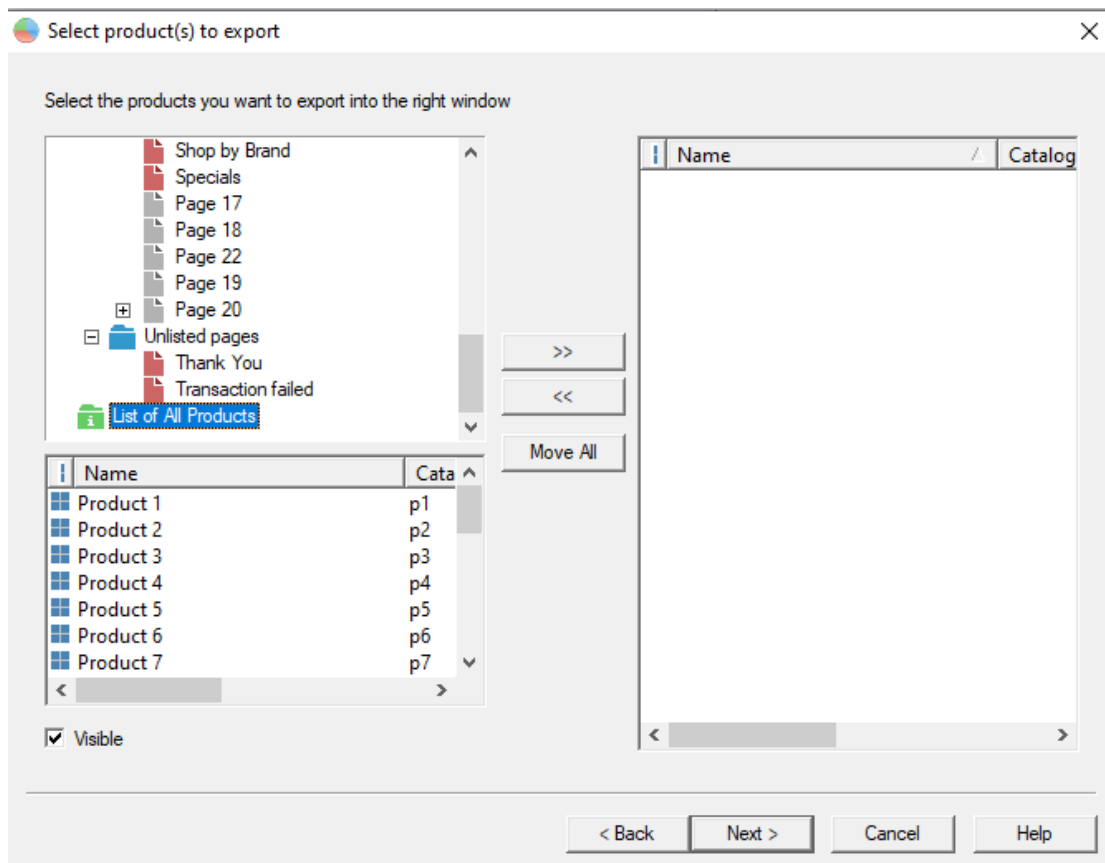 Select product(s) to export
Select the products you want to export into the right window
Shop by Brand
Specials
Page 17
Page 18
Page 22
Page 19
Page 20
Unlisted pages
Thank You
Transaction failed
List of All Products
Name Cata
Product 1 p1
Product 2 p2
Product 3 p3
Product 4 p4
Product 5 p5
Product 6 p6
Product 7 p7
Visible
>>
<<
Move All
Name Catalog
< Back Next > Cancel Help